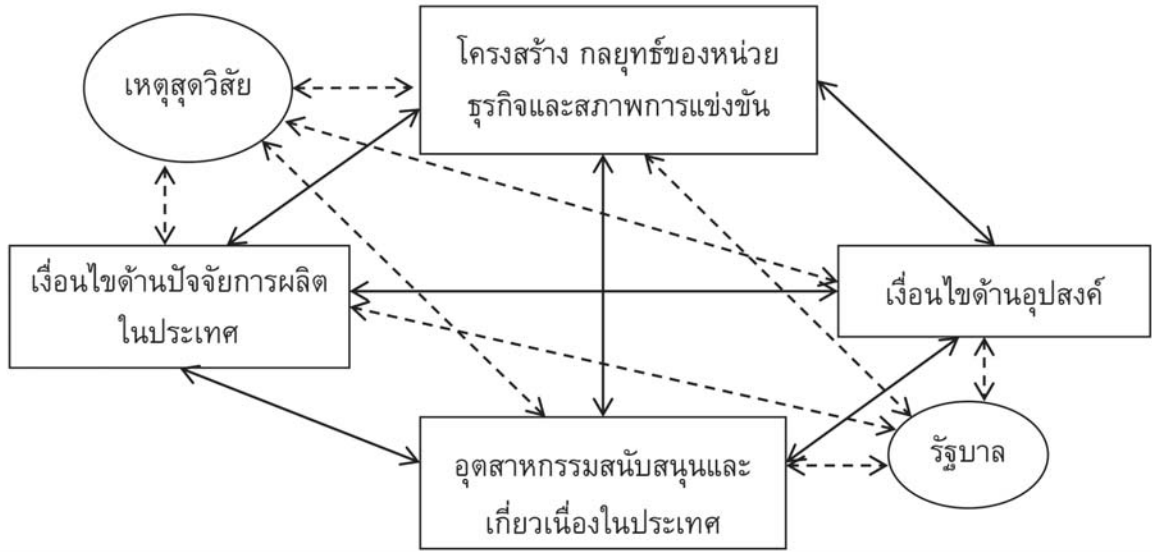 เหตุสุดวิสัย
โครงสร้าง กลยุทธ์ของหน่วย
ธุรกิจและสภาพการแข่งขัน
เงื่อนไขด้านปัจจัยการผลิต
ในประเทศ
เงื่อนไขด้านอุปสงค์
อุตสาหกรรมสนับสนุนและ
เกี่ยวเนื่องในประเทศ
รัฐบาล